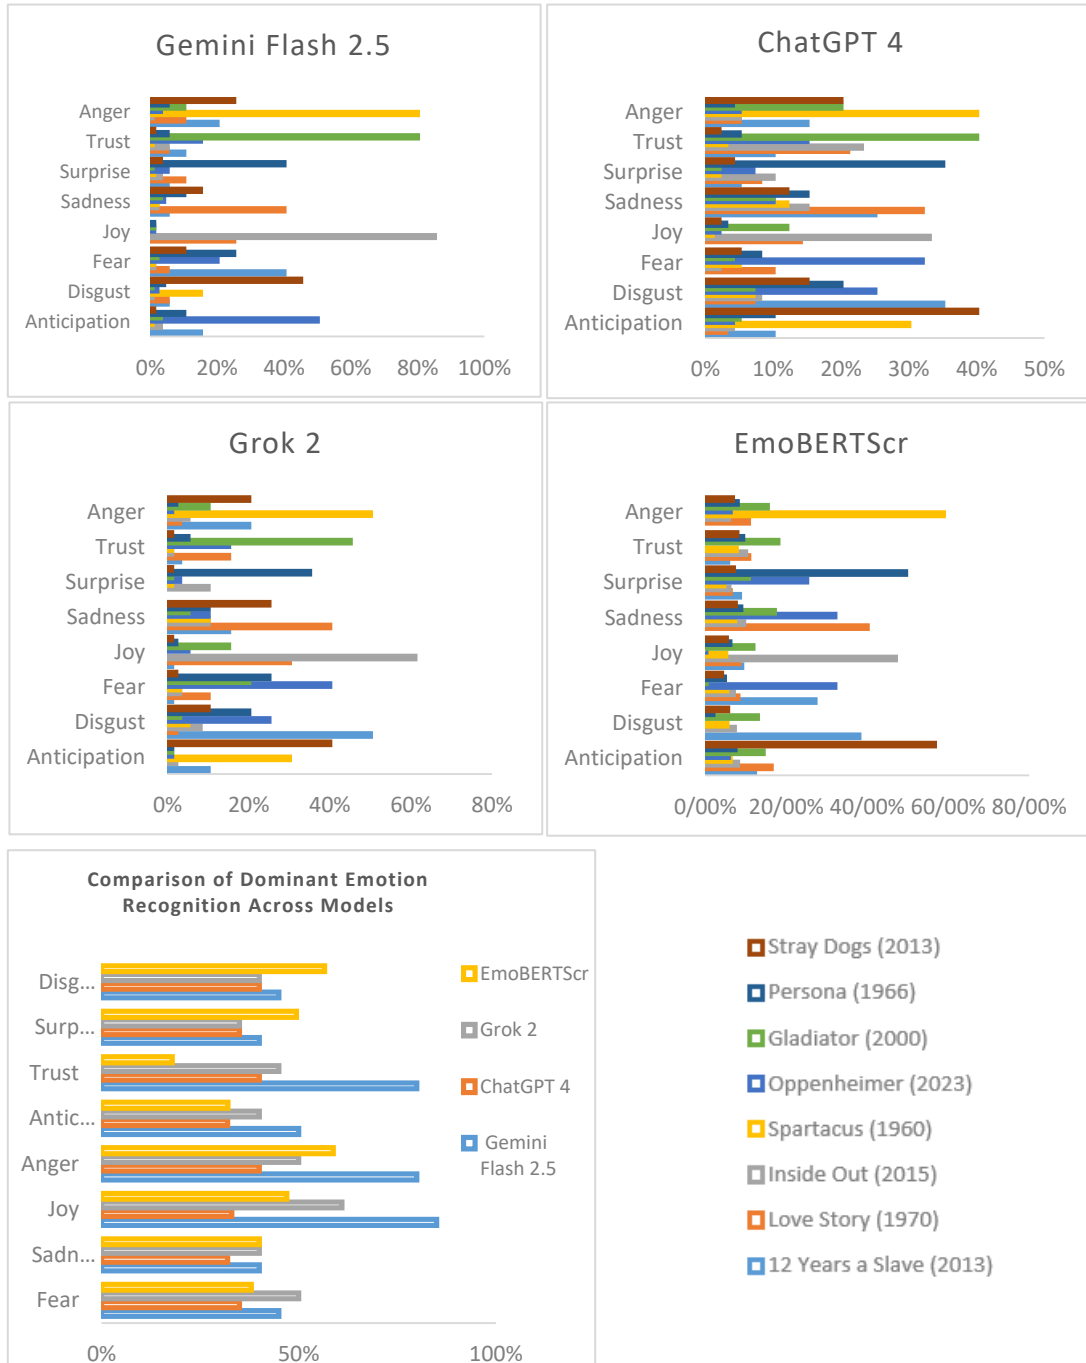 Gemini Flash 2.5
Anger
Trust
Surprise
Sadness
Joy
Fear
Disgust
Anticipation
0% 20% 40% 60% 80% 100%
ChatGPT 4
Anger
Trust
Surprise
Sadness
Joy
Fear
Disgust
Anticipation
0% 10% 20% 30% 40% 50%
Grok 2
Anger
Trust
Surprise
Sadness
Joy
Fear
Disgust
Anticipation
0% 20% 40% 60% 80%
EmoBERTScr
Anger
Trust
Surprise
Sadness
Joy
Fear
Disgust
Anticipation
0/00% 20/00% 40/00% 60/00% 80/00%
Comparison of Dominant Emotion
Recognition Across Models
Disg...
Surp...
Trust
Antic...
Anger
Joy
Sadn...
Fear
0% 50% 100%
EmoBERTScr
Grok 2
ChatGPT 4
Gemini
Flash 2.5
Stray Dogs (2013)
Persona (1966)
Gladiator (2000)
Oppenheimer (2023)
Spartacus (1960)
Inside Out (2015)
Love Story (1970)
12 Years a Slave (2013)